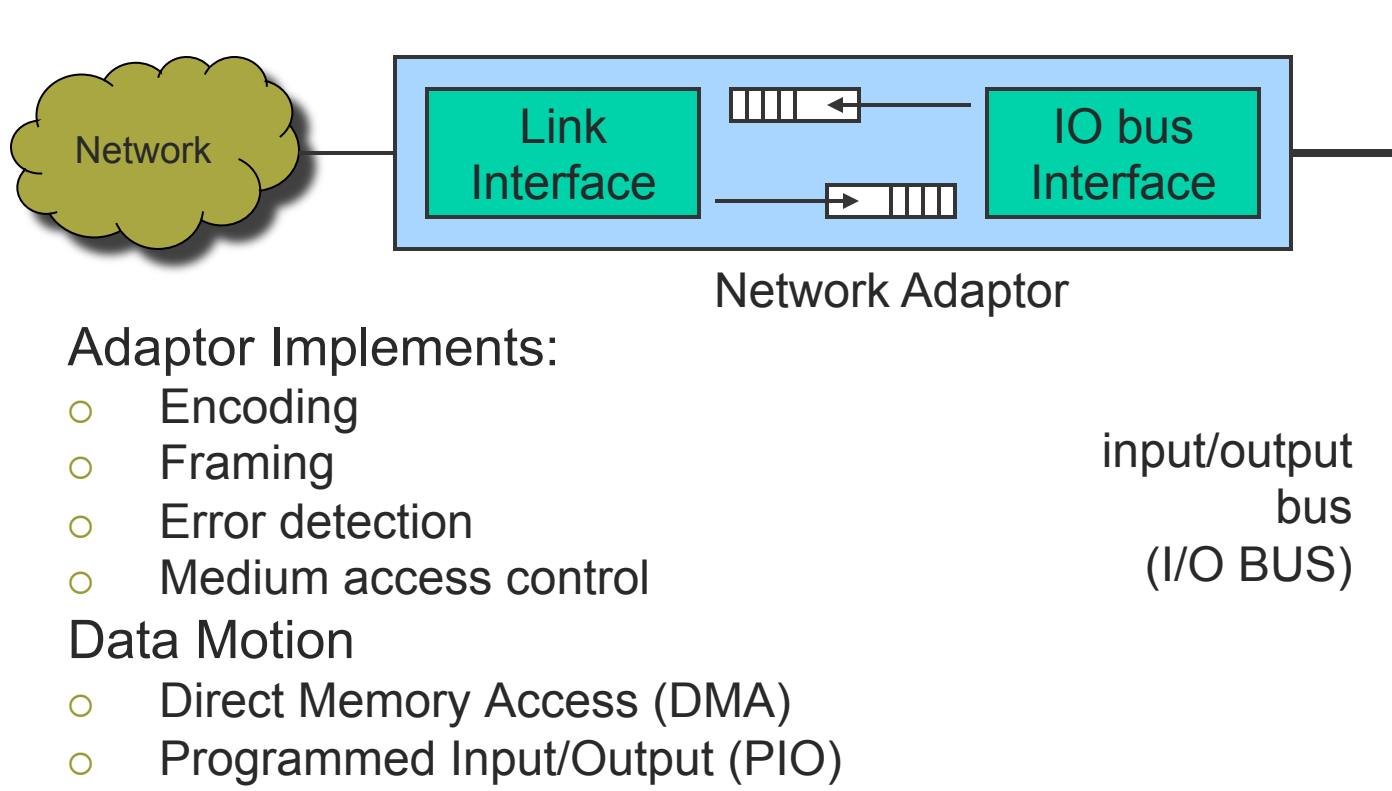 Network
Link
Interface
IO bus
Interface
Network Adaptor
Adaptor Implements:
Encoding
Framing
Error detection
Medium access control
input/output
bus
(I/O BUS)
Data Motion
Direct Memory Access (DMA)
Programmed Input/Output (PIO)